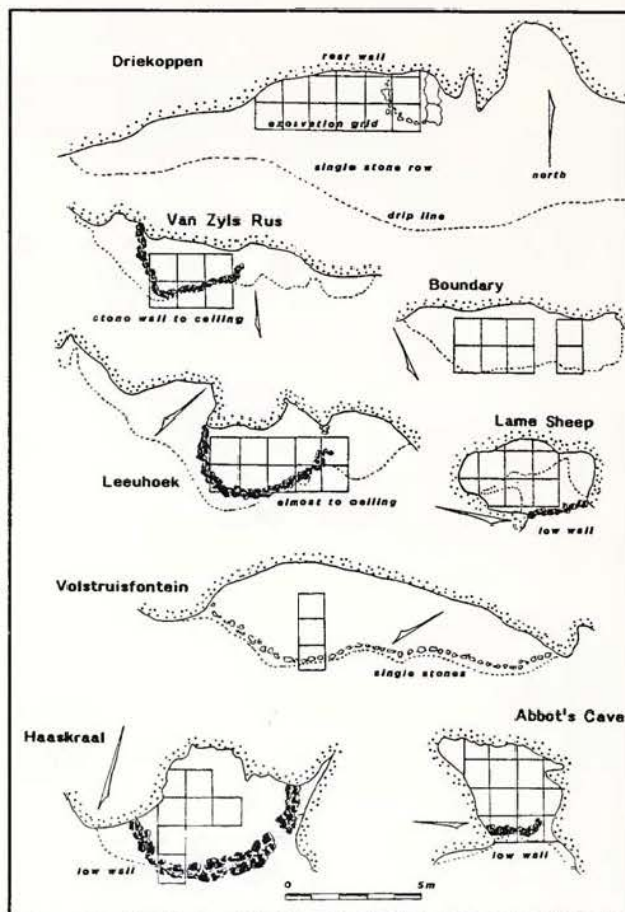 Driekoppen
rear wall
excavation grid
single stone row
north
drip line
Van Zyls Rus
stone wall to ceiling
Boundary
Leeuhoek
almost to ceiling
Lame Sheep
low wall
Volstruisfontein
single stones
Haaskraal
low wall
Abbot's Cave
low wall
0 5m